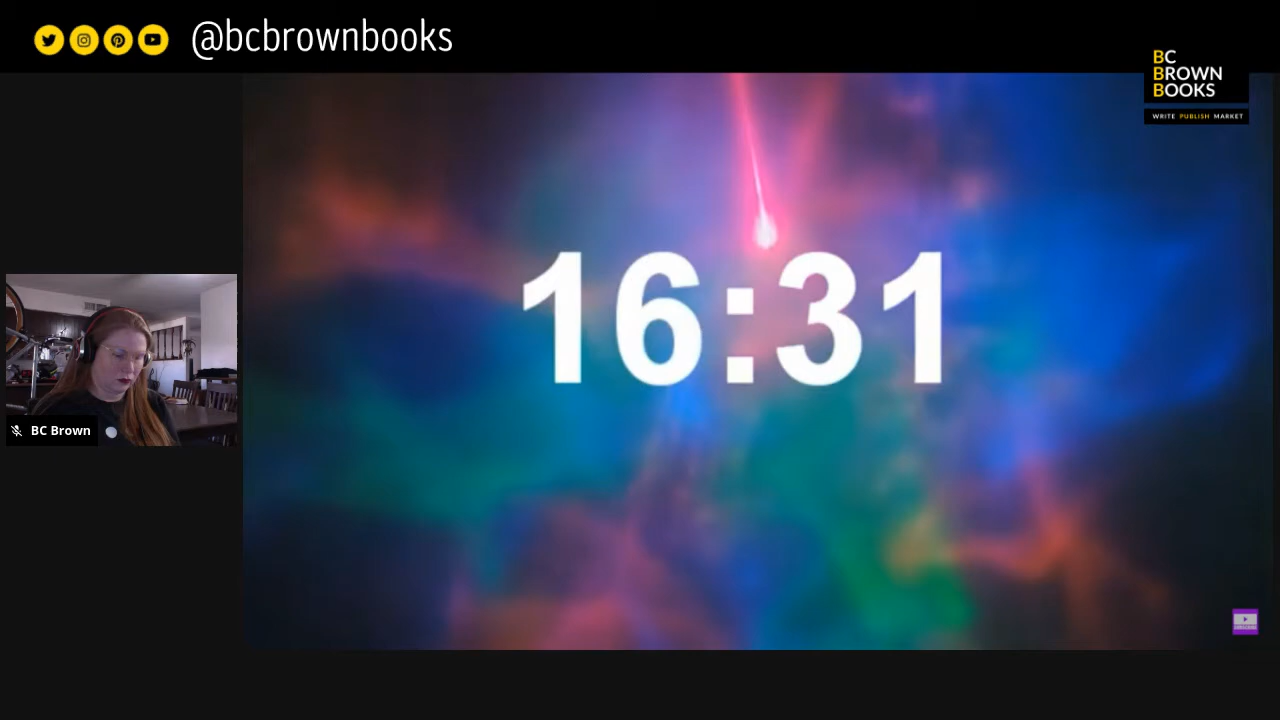 @bcbrownbooks
BC
BROWN
BOOKS
WRITE PUBLISH MARKET
16:31
BC Brown